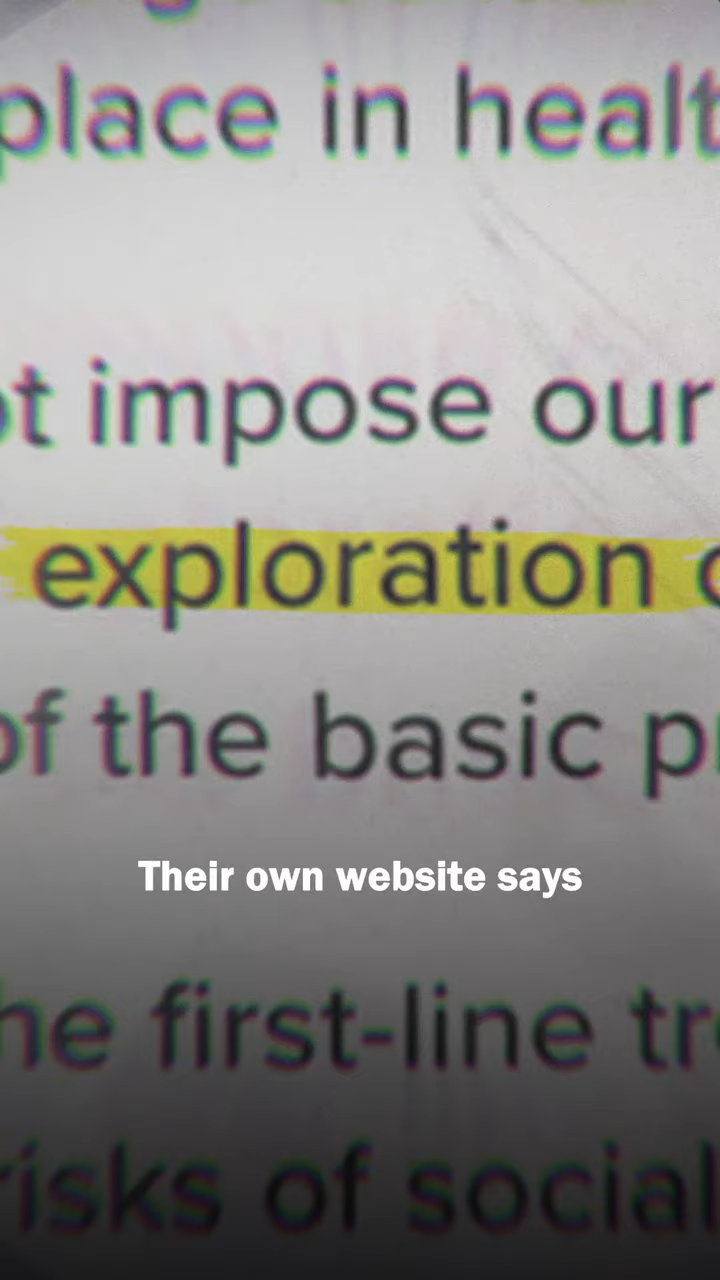 place in healt
t impose our
exploration
of the basic p
Their own website says
he first-line tr
risks of social